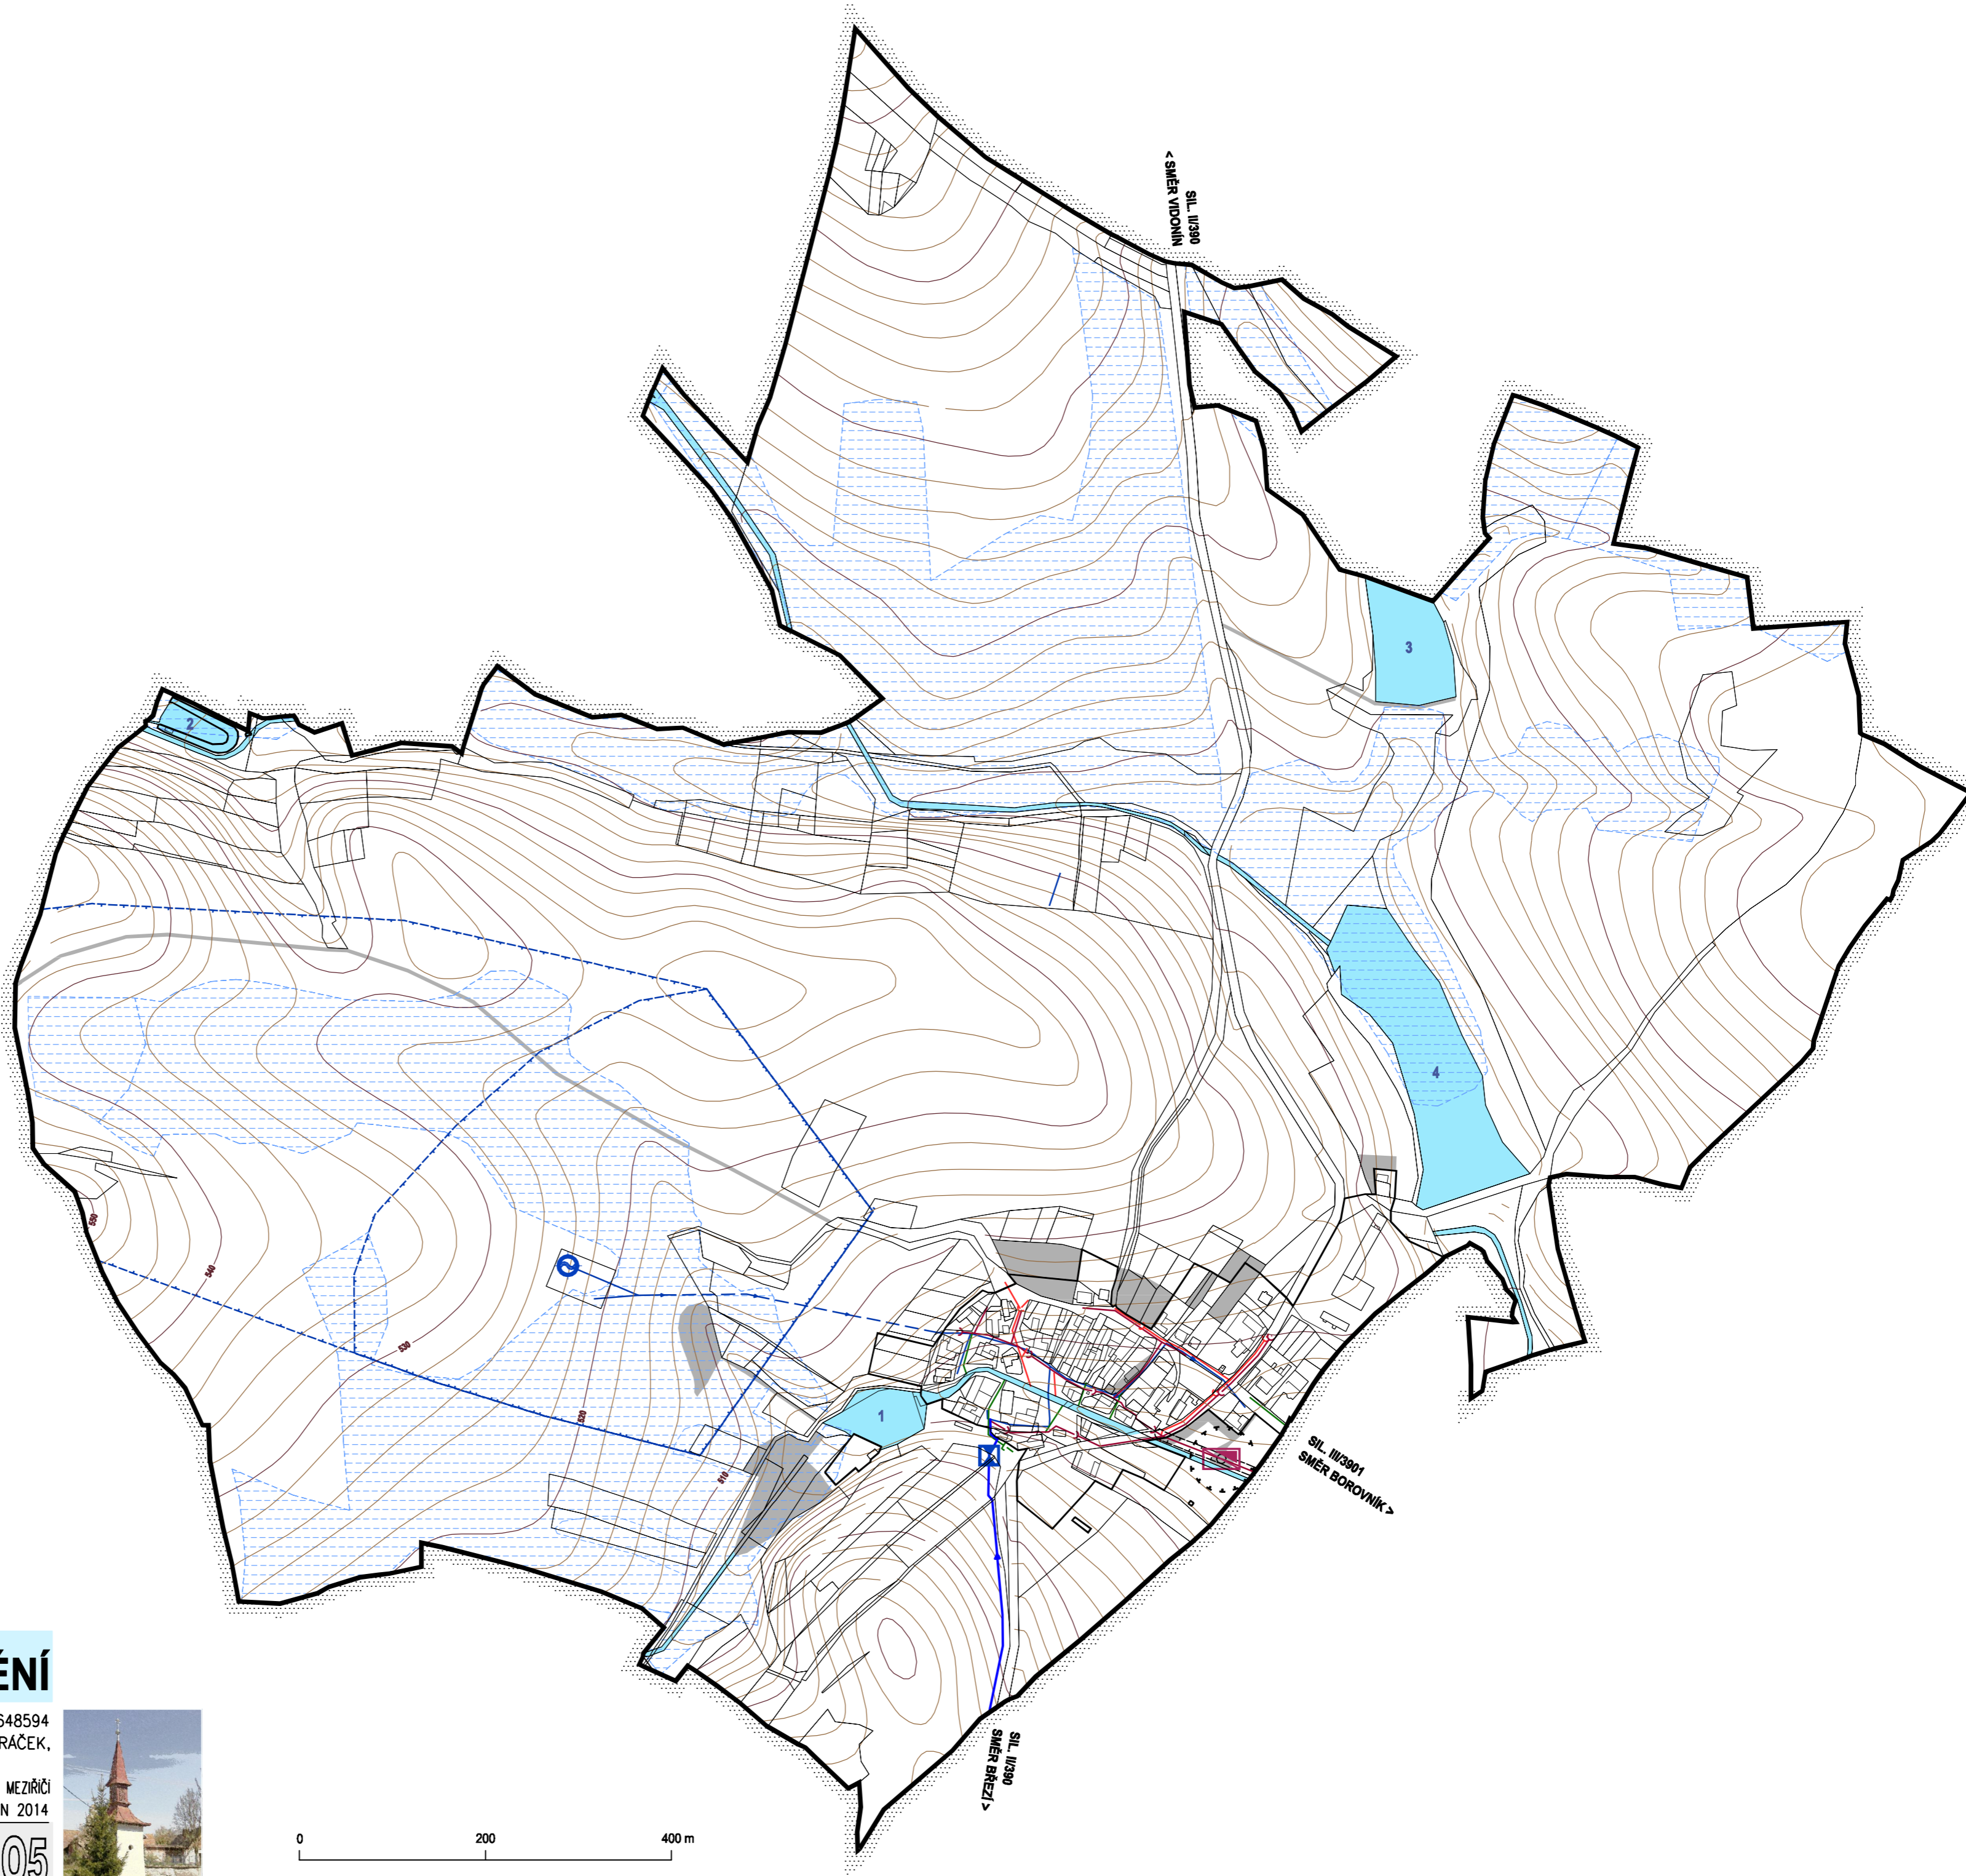 < SMĚR VIDONÍN
SIL. II/390
3
2
4
550
540
530
520
510
1
SIL. III/3901
SMĚR BOROVNÍK >
SIL. II/390
SMĚR BŘEZÍ >
ĚNÍ
648594
RÁČEK,
MEZIŘÍČÍ
N 2014
05
0 200 400 m